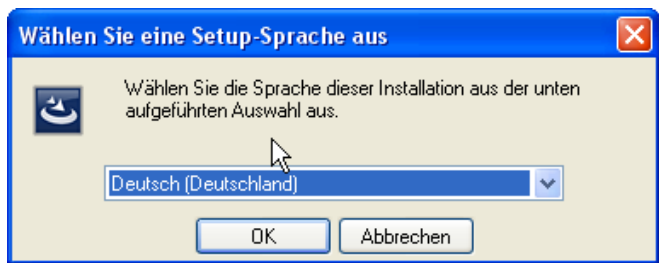 Wählen Sie eine Setup-Sprache aus
Wählen Sie die Sprache dieser Installation aus der unten
aufgeführten Auswahl aus.
Deutsch (Deutschland)
OK Abbrechen